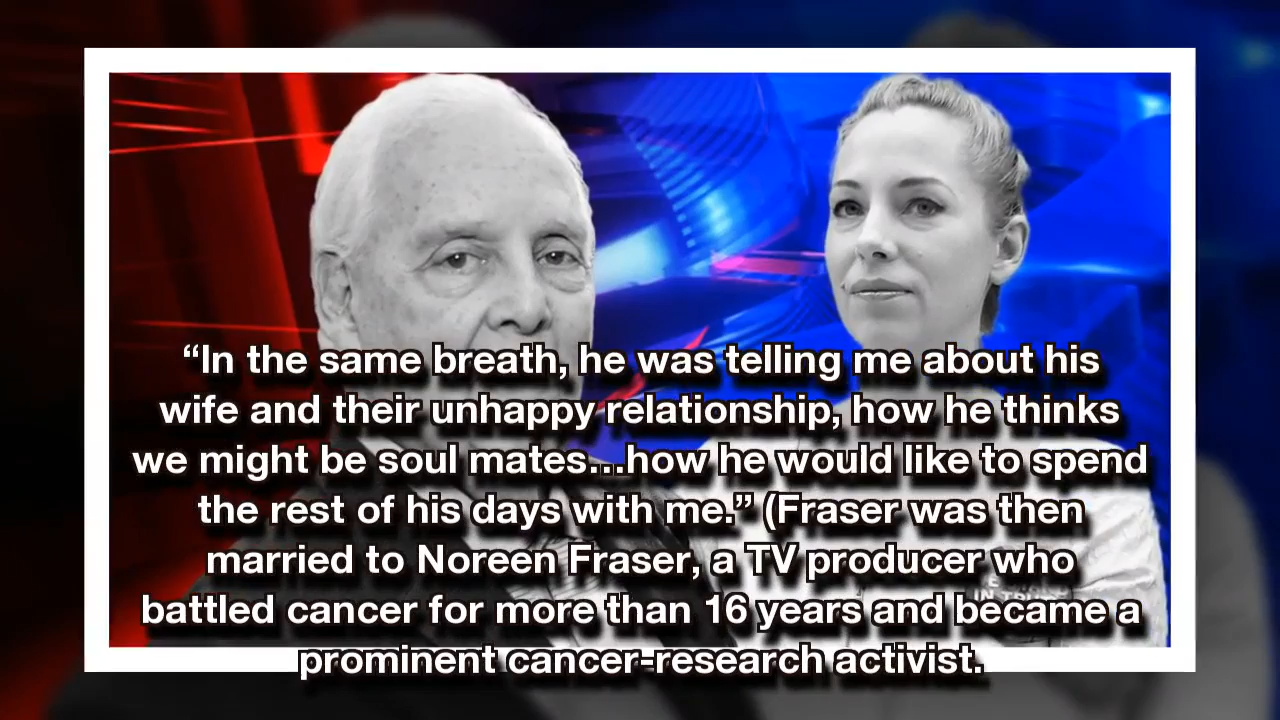 “In the same breath, he was telling me about his
wife and their unhappy relationship, how he thinks
we might be soul mates…how he would like to spend
the rest of his days with me.” (Fraser was then
married to Noreen Fraser, a TV producer who
battled cancer for more than 16 years and became a
prominent cancer-research activist.